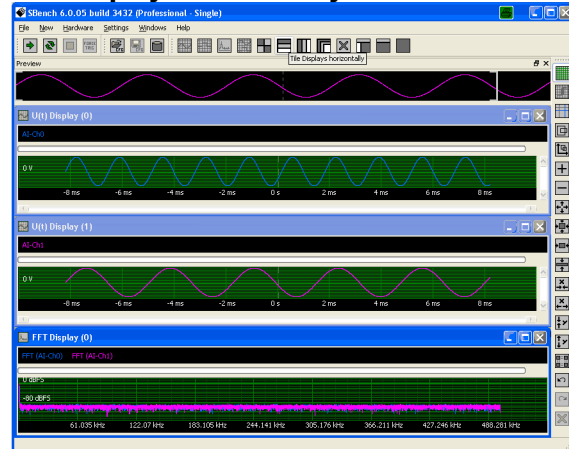 SBench 6.0.05 build 3432 (Professional - Single)
File New Hardware Settings Windows Help
Tile Displays horizontally
Preview
U(t) Display (0)
AI-Ch0
0 V
-8 ms -6 ms -4 ms -2 ms 0 s 2 ms 4 ms 6 ms 8 ms
U(t) Display (1)
AI-Ch1
0 V
-8 ms -6 ms -4 ms -2 ms 0 s 2 ms 4 ms 6 ms 8 ms
FFT Display (0)
FFT (AI-Ch0) FFT (AI-Ch1)
0 dBFS
-80 dBFS
61.035 kHz 122.07 kHz 183.105 kHz 244.141 kHz 305.176 kHz 366.211 kHz 427.246 kHz 488.281 kHz